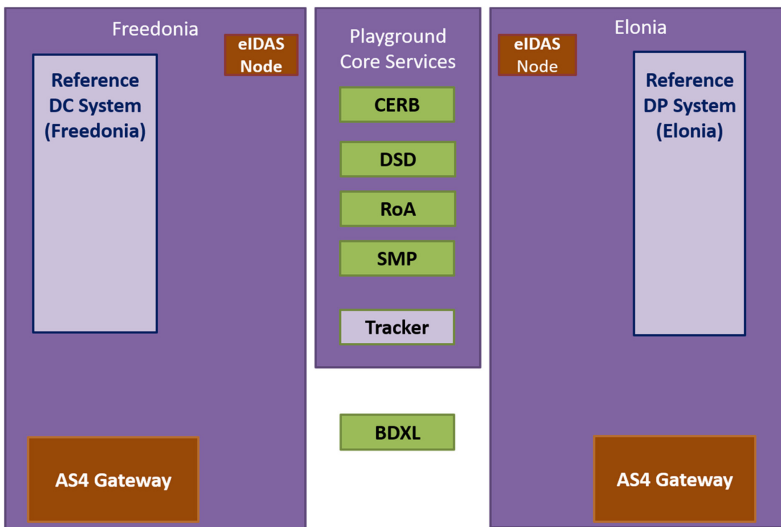 Freedonia
eIDAS
Node
Reference
DC System
(Freedonia)
AS4 Gateway
Playground
Core Services
CERB
DSD
RoA
SMP
Tracker
BDXL
Elonia
eIDAS
Node
Reference
DP System
(Elonia)
AS4 Gateway